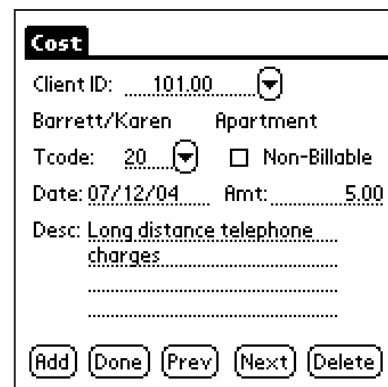 Cost
Client ID: 101.00
Barrett/Karen Apartment
Tcode: 20 Non-Billable
Date: 07/12/04 Amt: 5.00
Desc: Long distance telephone
charges
Add Done Prev Next Delete